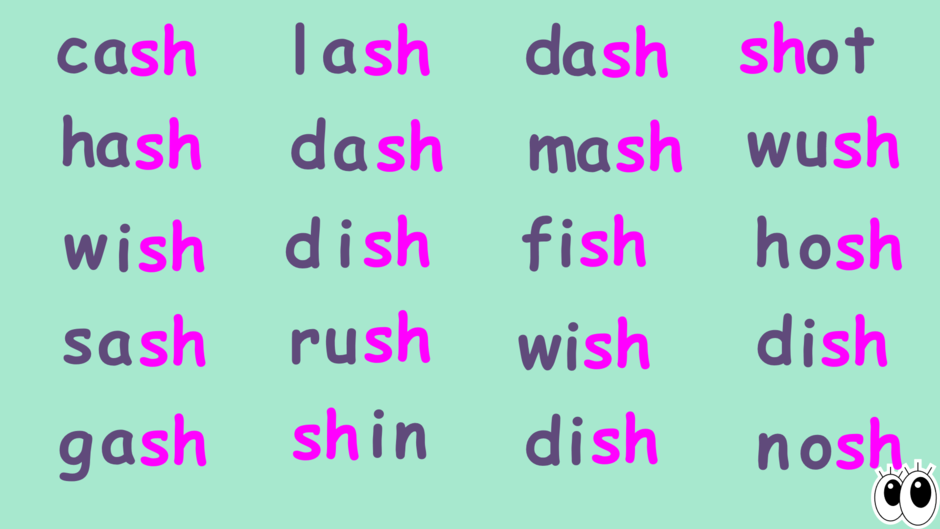 cash lash dash shot
hash dash mash wush
wish dish fish hosh
sash rush wish dish
gash shin dish nosh